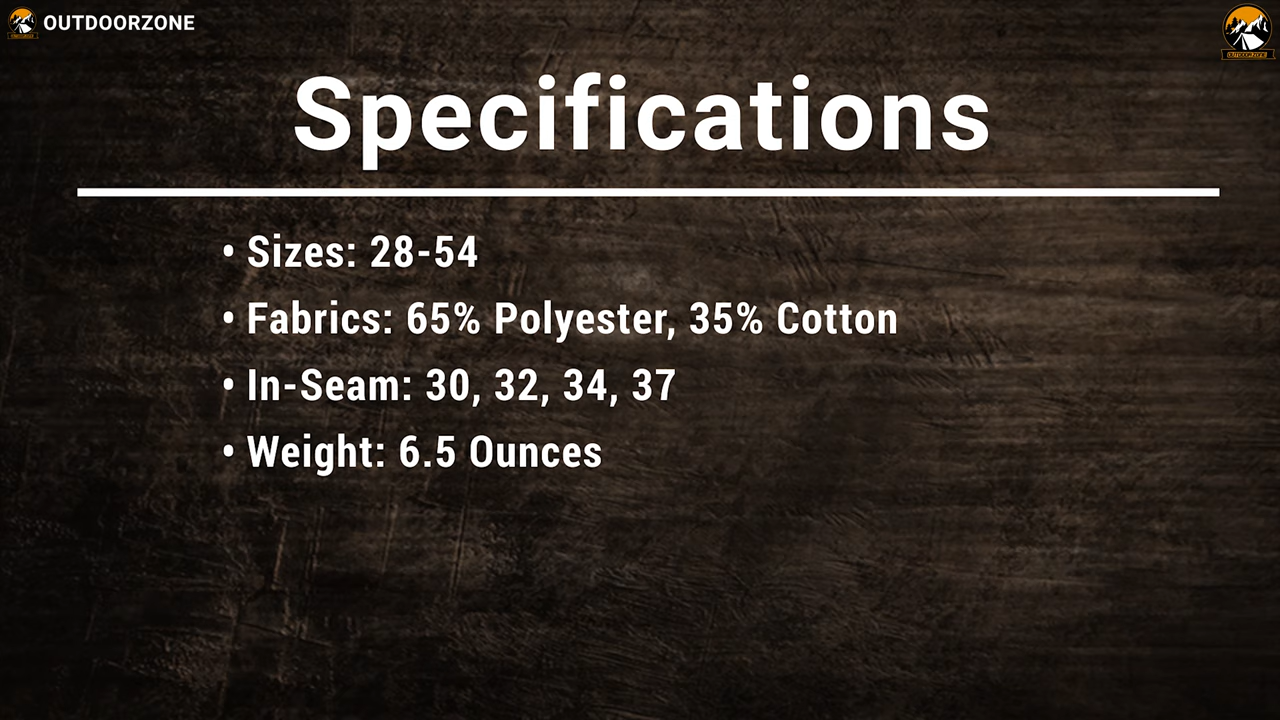 OUTDOORZONE
OUTDOORZONE
Specifications
• Sizes: 28-54
• Fabrics: 65% Polyester, 35% Cotton
• In-Seam: 30, 32, 34, 37
• Weight: 6.5 Ounces